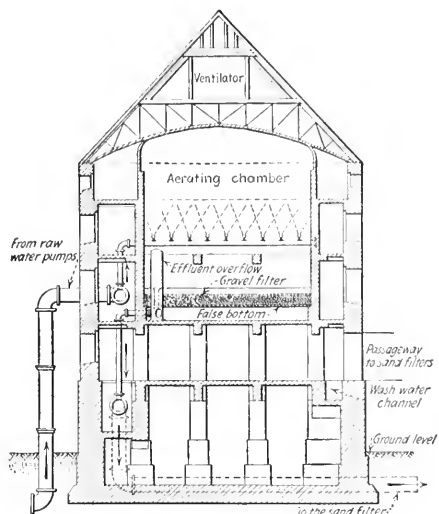 Ventilator
Aerating chamber
From raw
water pumps
Effluent overflow
Gravel filter
False bottom
Passageway
to sand filters
Wash water
channel
Ground level
To the sand filters